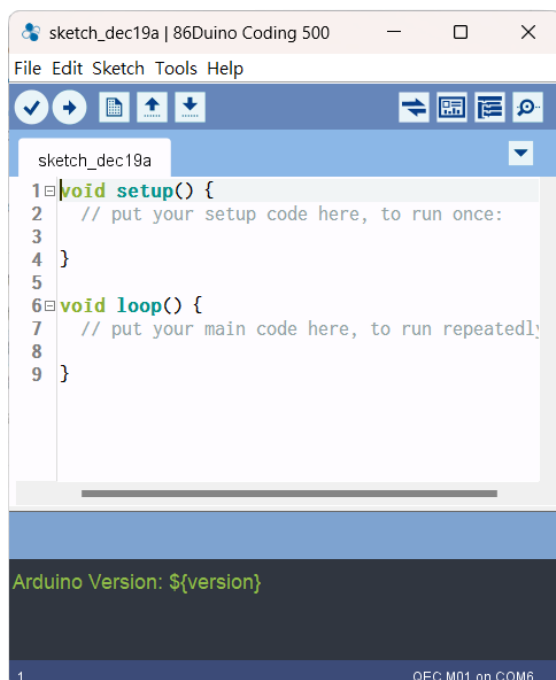 sketch_dec19a | 86Duino Coding 500
File Edit Sketch Tools Help
sketch_dec19a
1 void setup() {
2 // put your setup code here, to run once:
3
4 }
5
6 void loop() {
7 // put your main code here, to run repeatedly
8
9 }
Arduino Version: ${version}
1 QEC M01 on COM6